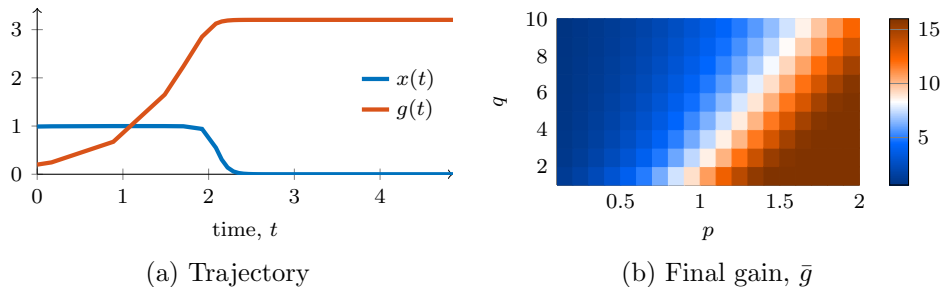 3
2
1
0
0 1 2 3 4
time, t
x(t)
g(t)
(a) Trajectory
10
8
6
4
2
q
0.5 1 1.5 2
p
15
10
5
(b) Final gain, ḡ